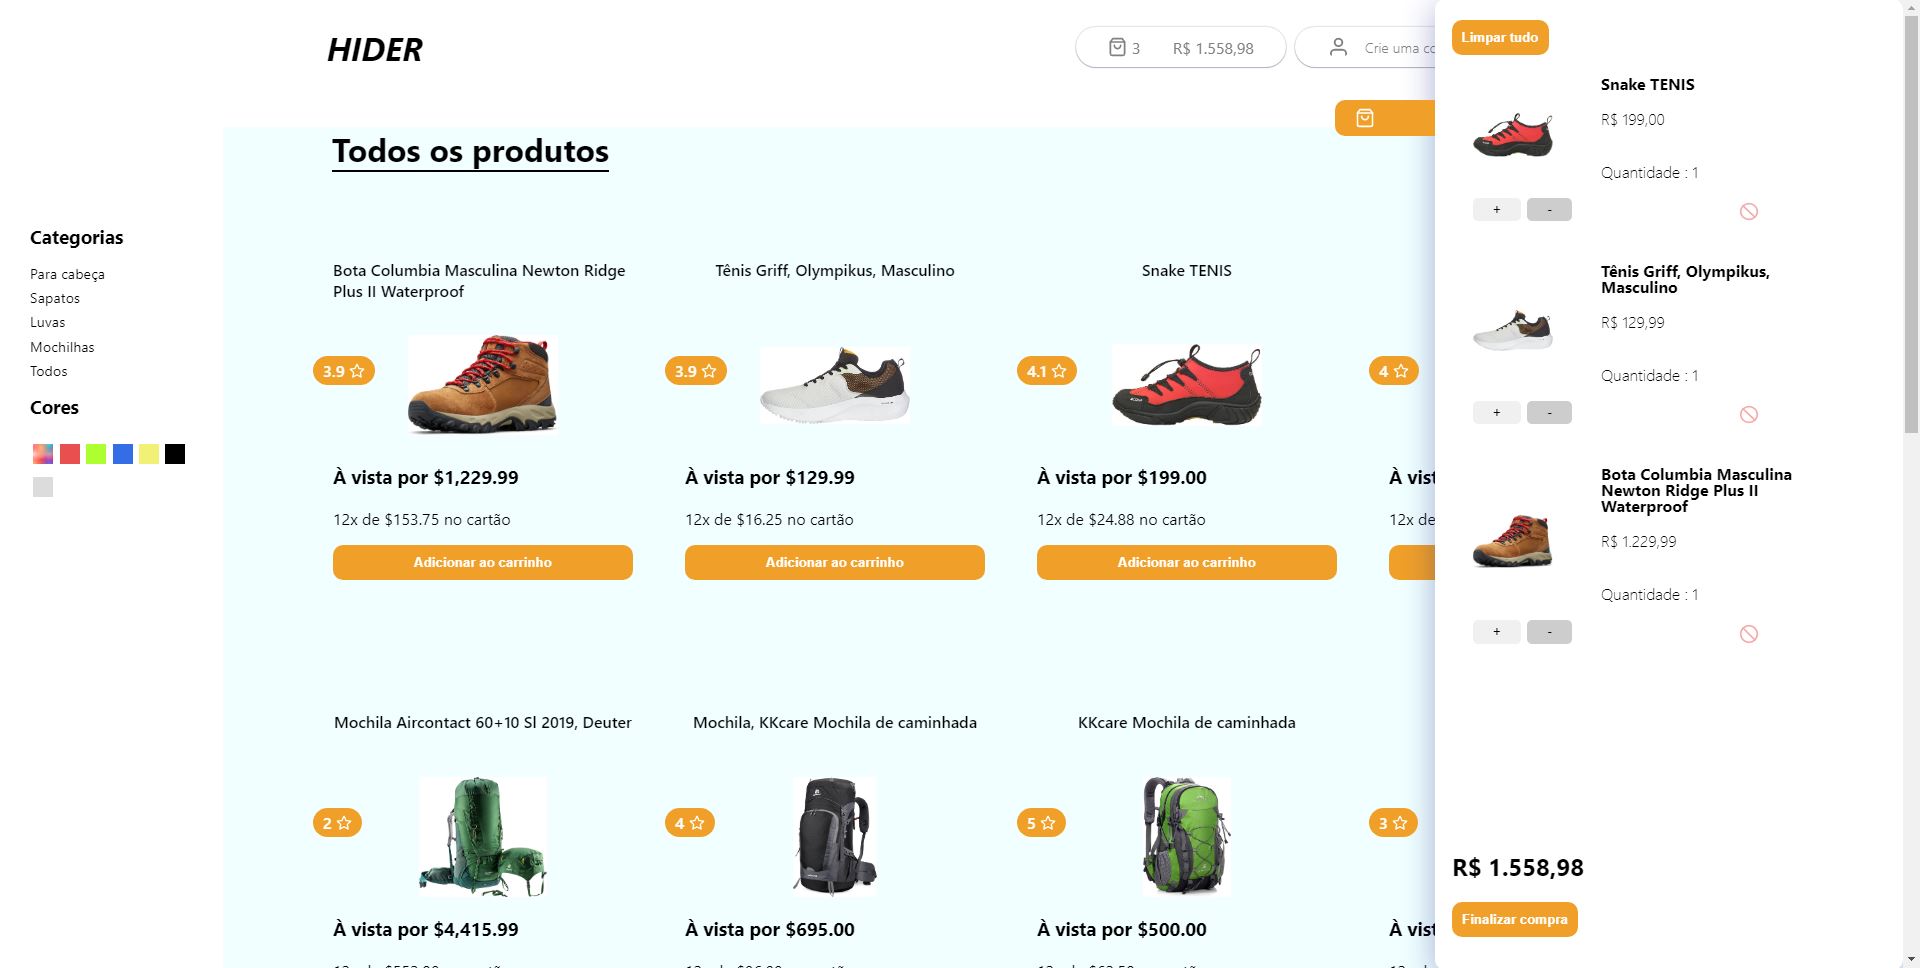 HIDER
3 R$ 1.558,98
Crie uma co
Todos os produtos
Categorias
Para cabeça
Sapatos
Luvas
Mochilhas
Todos
Cores
Bota Columbia Masculina Newton Ridge
Plus II Waterproof
3.9
À vista por $1,229.99
12x de $153.75 no cartão
Adicionar ao carrinho
Tênis Griff, Olympikus, Masculino
3.9
À vista por $129.99
12x de $16.25 no cartão
Adicionar ao carrinho
Snake TENIS
4.1
À vista por $199.00
12x de $24.88 no cartão
Adicionar ao carrinho
4
À vist
12x de
Mochila Aircontact 60+10 Sl 2019, Deuter
2
À vista por $4,415.99
Mochila, KKcare Mochila de caminhada
4
À vista por $695.00
KKcare Mochila de caminhada
5
À vista por $500.00
3
À vist
Limpar tudo
Snake TENIS
R$ 199,00
Quantidade : 1
+ -
Tênis Griff, Olympikus,
Masculino
R$ 129,99
Quantidade : 1
+ -
Bota Columbia Masculina
Newton Ridge Plus II
Waterproof
R$ 1.229,99
Quantidade : 1
+ -
R$ 1.558,98
Finalizar compra